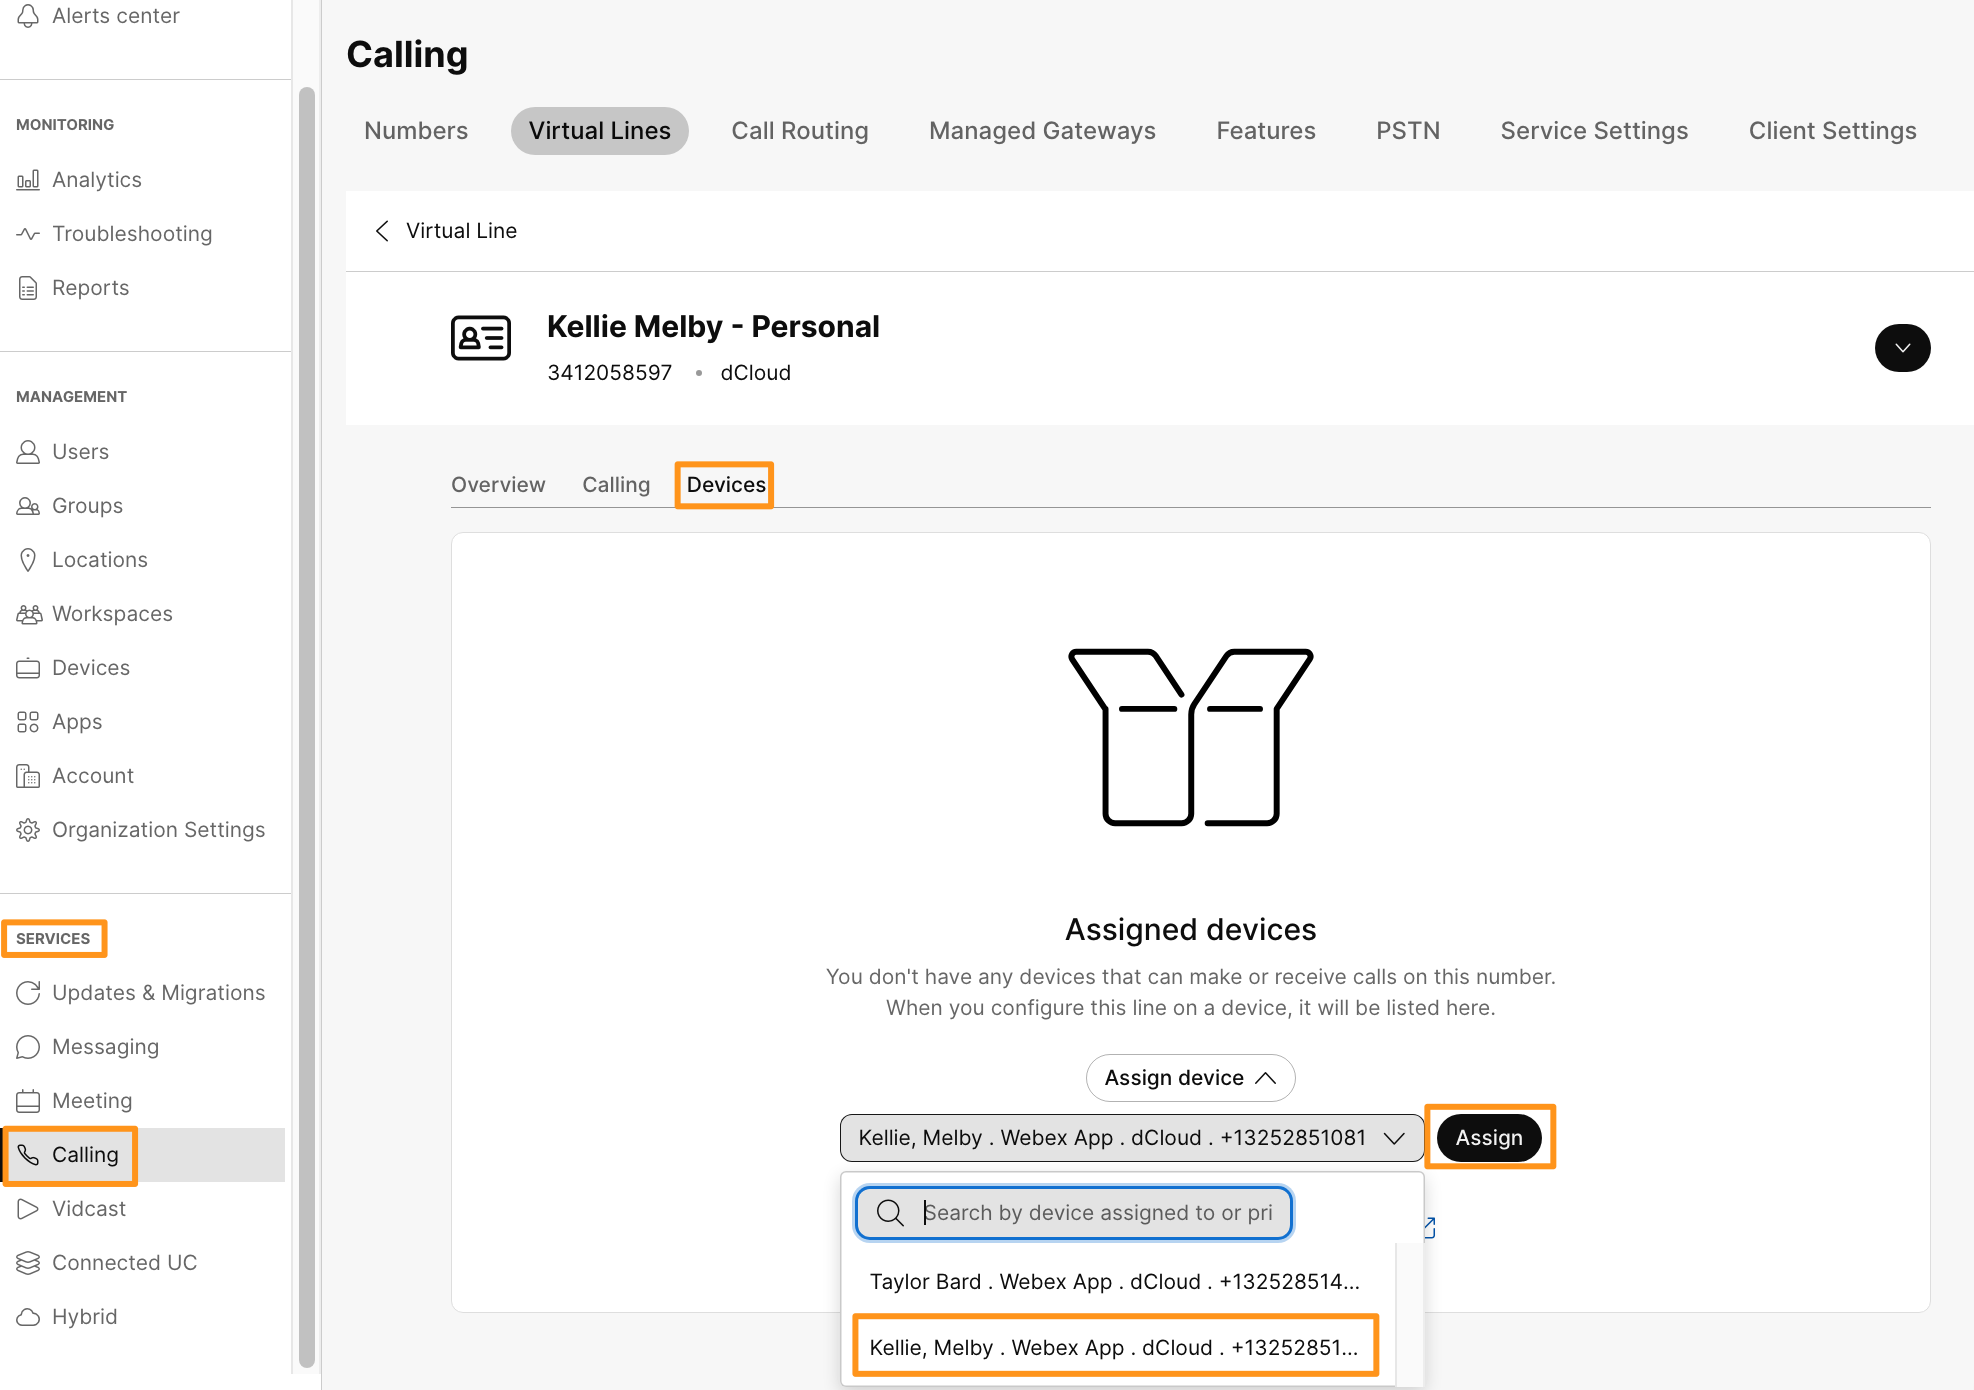 Alerts center
MONITORING
Analytics
Troubleshooting
Reports
MANAGEMENT
Users
Groups
Locations
Workspaces
Devices
Apps
Account
Organization Settings
SERVICES
Updates & Migrations
Messaging
Meeting
Calling
Vidcast
Connected UC
Hybrid
Calling
Numbers Virtual Lines Call Routing Managed Gateways Features PSTN Service Settings Client Settings
Virtual Line
Kellie Melby - Personal
3412058597 • dCloud
Overview Calling Devices
Assigned devices
You don't have any devices that can make or receive calls on this number.
When you configure this line on a device, it will be listed here.
Assign device
Kellie, Melby . Webex App . dCloud . +13252851081 Assign
Search by device assigned to or pri
Taylor Bard . Webex App . dCloud . +132528514...
Kellie, Melby . Webex App . dCloud . +13252851...